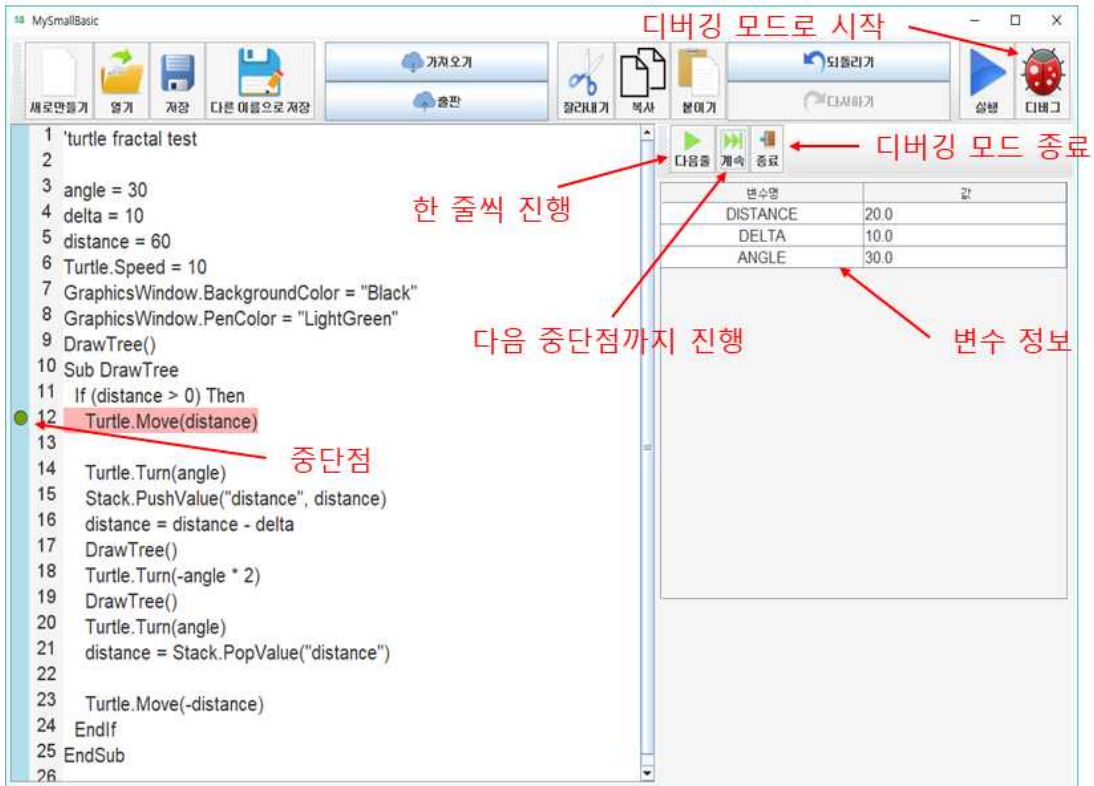 MySmallBasic
디버깅 모드로 시작
새로만들기
열기
저장
다른 이름으로 저장
가져오기
출판
잘라내기
복사
붙이기
되돌리기
다시하기
실행
디버그
다음줄
계속
종료
디버깅 모드 종료
한 줄씩 진행
변수명 값
DISTANCE 20.0
DELTA 10.0
ANGLE 30.0
다음 중단점까지 진행
변수 정보
중단점
1 'turtle fractal test
2
3 angle = 30
4 delta = 10
5 distance = 60
6 Turtle.Speed = 10
7 GraphicsWindow.BackgroundColor = "Black"
8 GraphicsWindow.PenColor = "LightGreen"
9 DrawTree()
10 Sub DrawTree
11 If (distance > 0) Then
12 Turtle.Move(distance)
13
14 Turtle.Turn(angle)
15 Stack.PushValue("distance", distance)
16 distance = distance - delta
17 DrawTree()
18 Turtle.Turn(-angle * 2)
19 DrawTree()
20 Turtle.Turn(angle)
21 distance = Stack.PopValue("distance")
22
23 Turtle.Move(-distance)
24 EndIf
25 EndSub
26